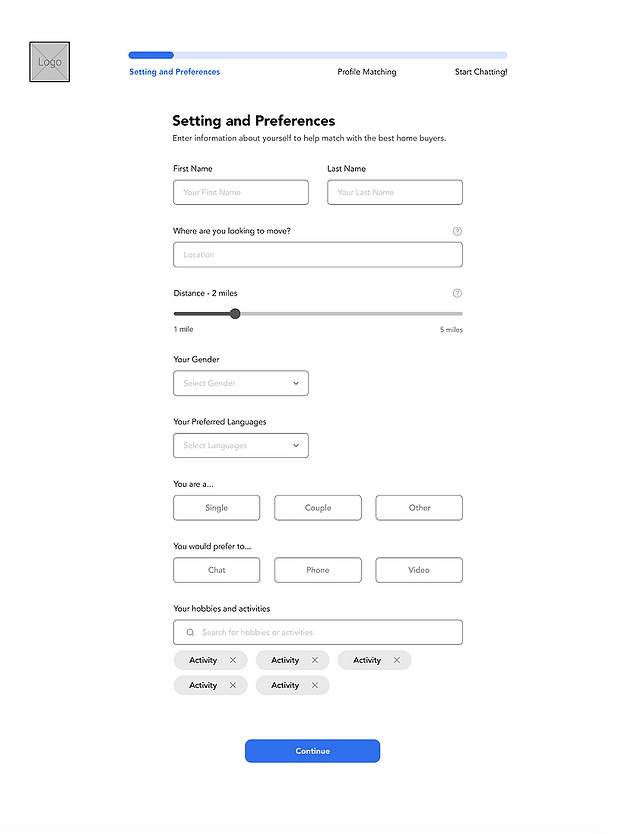 Logo
Setting and Preferences Profile Matching Start Chatting!
Setting and Preferences
Enter information about yourself to help match with the best home buyers.
First Name Last Name
Your First Name Your Last Name
Where are you looking to move?
Location
Distance - 2 miles
1 mile 5 miles
Your Gender
Select Gender
Your Preferred Languages
Select Languages
You are a...
Single Couple Other
You would prefer to...
Chat Phone Video
Your hobbies and activities
Search for hobbies or activities
Activity Activity Activity
Activity Activity
Continue